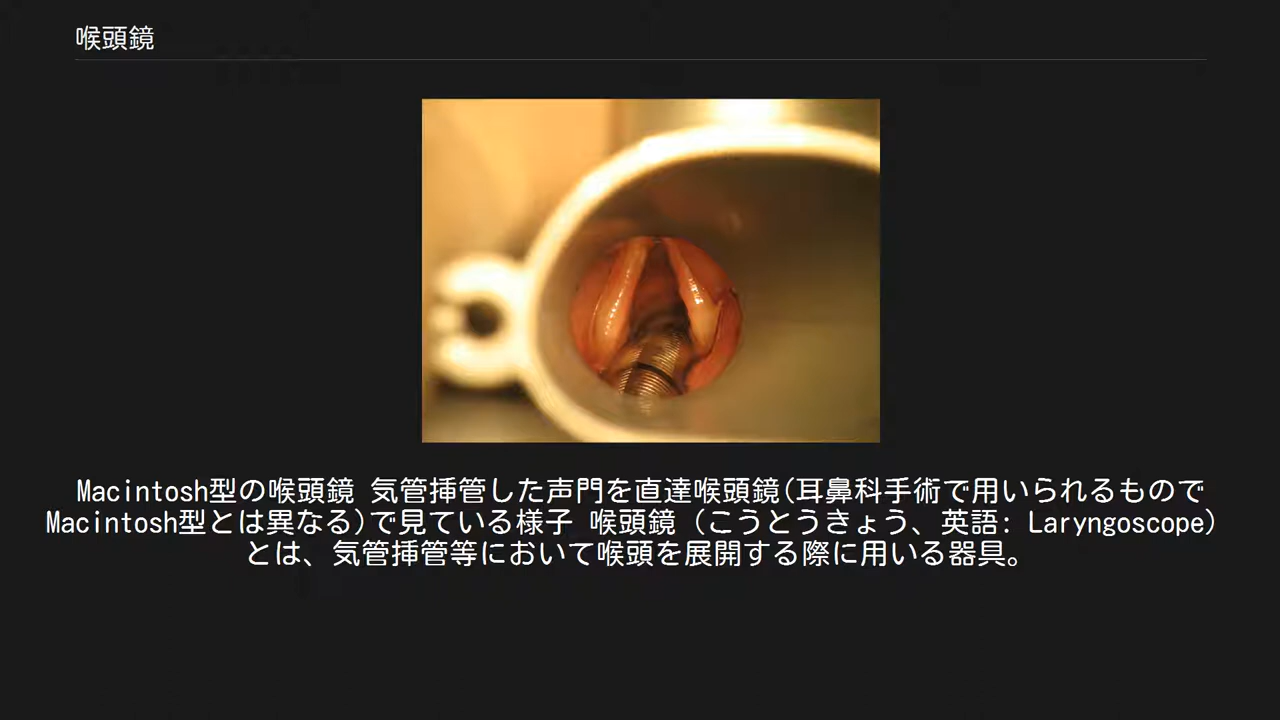 喉頭鏡
Macintosh型の喉頭鏡 気管挿管した声門を直達喉頭鏡(耳鼻科手術で用いられるもので
Macintosh型とは異なる)で見ている様子 喉頭鏡 (こうとうきょう、英語: Laryngoscope)
とは、気管挿管等において喉頭を展開する際に用いる器具。